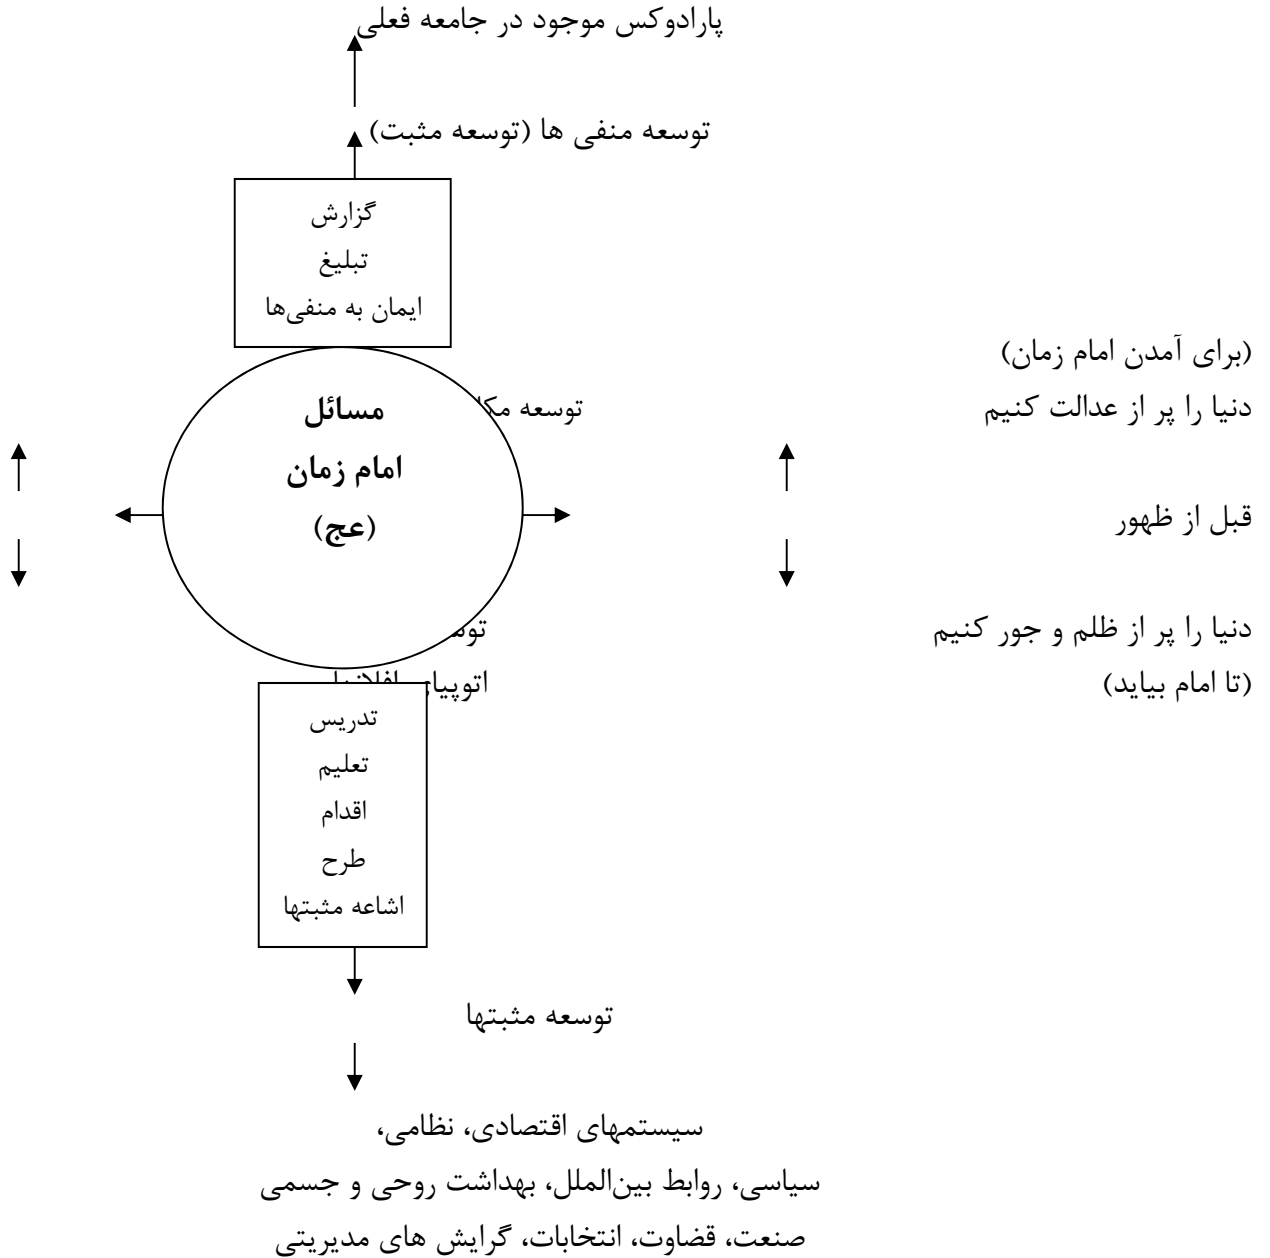 پارادوکس موجود در جامعه فعلی
توسعه منفی ها (توسعه مثبت)
گزارش
تبلیغ
ایمان به منفی‌ها
(برای آمدن امام زمان)
مسائل
توسعه
دنیا را پر از عدالت کنیم
امام زمان
قبل از ظهور
(عج)
دنیا را پر از ظلم و جور کنیم
(تا امام بیاید)
تدریس
تعلیم
اقدام
طرح
اشاعه مثبتها
توسعه مثبتها
سیستمهای اقتصادی، نظامی،
سیاسی، روابط بین‌الملل، بهداشت روحی و جسمی
صنعت، قضاوت، انتخابات، گرایش های مدیریتی